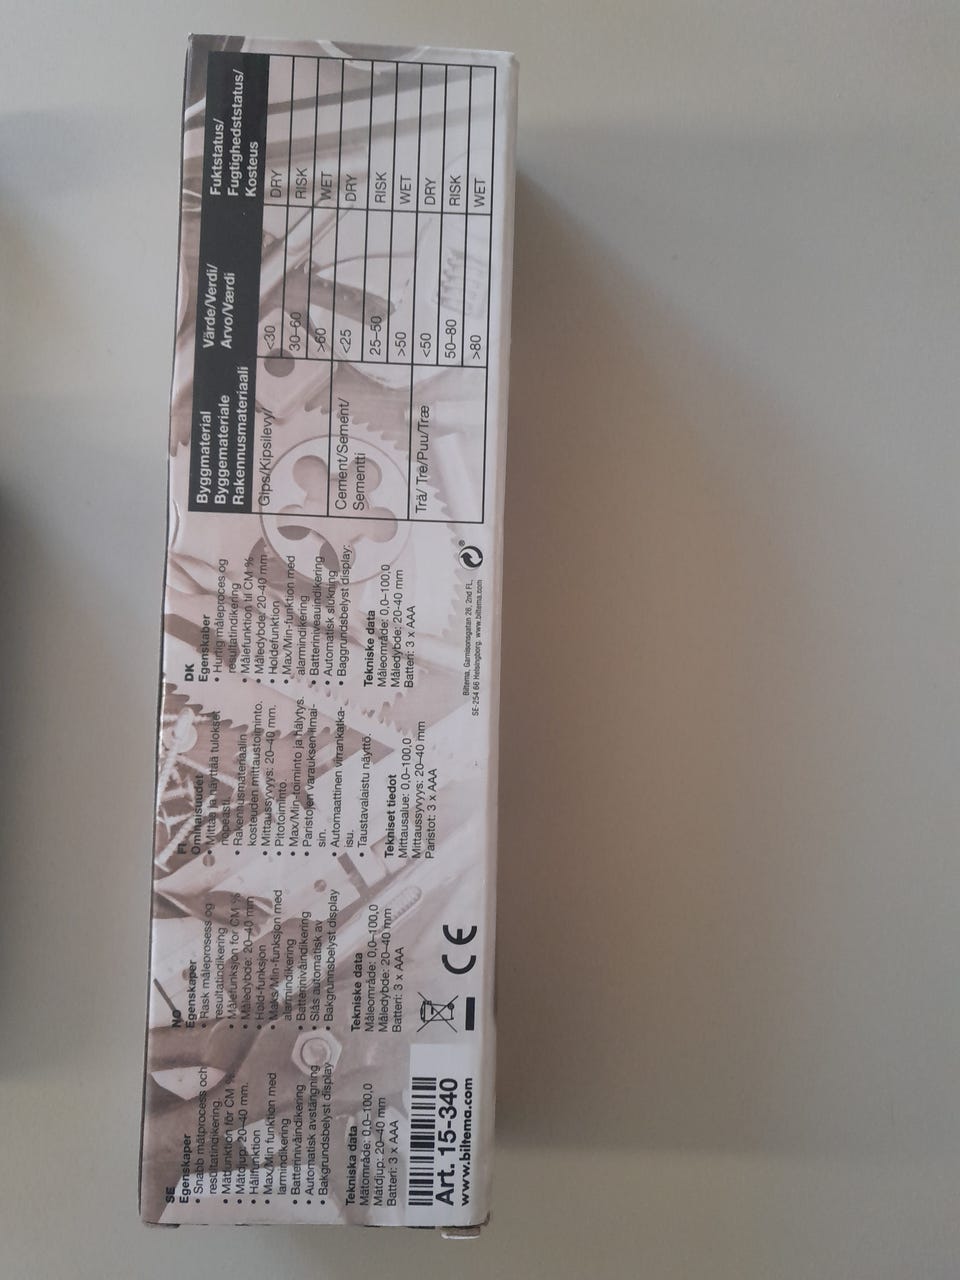 SE
Egenskaper
• Snabb mätprocess och
resultatindikering.
• Mätfunktion för CM %
• Mätdjup: 20–40 mm.
• Hållfunktion
• Max/Min funktion med
larmindikering
• Batterinivåindikering
• Automatisk avstängning
• Bakgrundsbelyst display
Tekniska data
Mätområde: 0,0–100,0
Mätdjup: 20–40 mm
Batteri: 3 x AAA
Art. 15-340
www.biltema.com
NO
Egenskaper
• Rask måleprosess og
resultatindikering
• Målefunksjon for CM %
• Måledybde: 20–40 mm
• Hold-funksjon
• Maks/Min-funksjon med
alarmindikering
• Batterinivåindikering
• Slås automatisk av
• Bakgrunnsbelyst display
Tekniske data
Måleområde: 0,0–100,0
Måledybde: 20–40 mm
Batteri: 3 x AAA
CE
FI
Ominaisuudet
• Mittaa ja näyttää tulokset
nopeasti.
• Rakennusmateriaalin
kosteuden mittaustoiminto.
• Mittaussyvyys: 20–40 mm.
• Pitotoiminto.
• Max/Min-toiminto ja hälytys.
• Paristojen varauksen ilmai-
sin.
• Automaattinen virrankatka-
isu.
• Taustavalaistu näyttö.
Tekniset tiedot
Mittausalue: 0,0–100,0
Mittaussyvyys: 20–40 mm
Paristot: 3 x AAA
DK
Egenskaber
• Hurtig måleproces og
resultatindikering
• Målefunktion til CM %
• Måledybde: 20-40 mm
• Holdefunktion
• Max/Min-funktion med
alarmindikering
• Batteriniveauindikering
• Automatisk slukning
• Baggrundsbelyst display.
Tekniske data
Måleområde: 0,0–100,0
Måledybde: 20–40 mm
Batteri: 3 x AAA
Biltema, Garnisonsgatan 26, 2nd FL,
SE-254 66 Helsingborg. www.biltema.com
Byggmaterial Värde/Verdi/ Fuktstatus/
Byggemateriale Arvo/Værdi Fugtighedststatus/
Rakennusmateriaali Kosteus
Gips/Kipsilevy/ <30 DRY
30–60 RISK
>60 WET
Cement/Sement/ <25 DRY
Sementti 25–50 RISK
>50 WET
Trä/ Tre/Puu/Træ <50 DRY
50–80 RISK
>80 WET